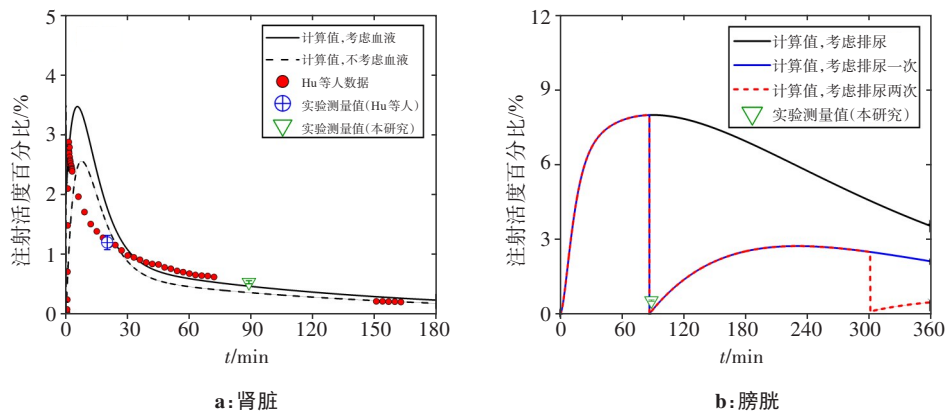 5
4
3
2
1
0
注射活度百分比/%
计算值,考虑血液
计算值,不考虑血液
Hu等人数据
实验测量值(Hu等人)
实验测量值(本研究)
0 30 60 90 120 150 180
t/min
a:肾脏
12
9
6
3
0
注射活度百分比/%
计算值,考虑排尿
计算值,考虑排尿一次
计算值,考虑排尿两次
实验测量值(本研究)
0 60 120 180 240 300 360
t/min
b:膀胱